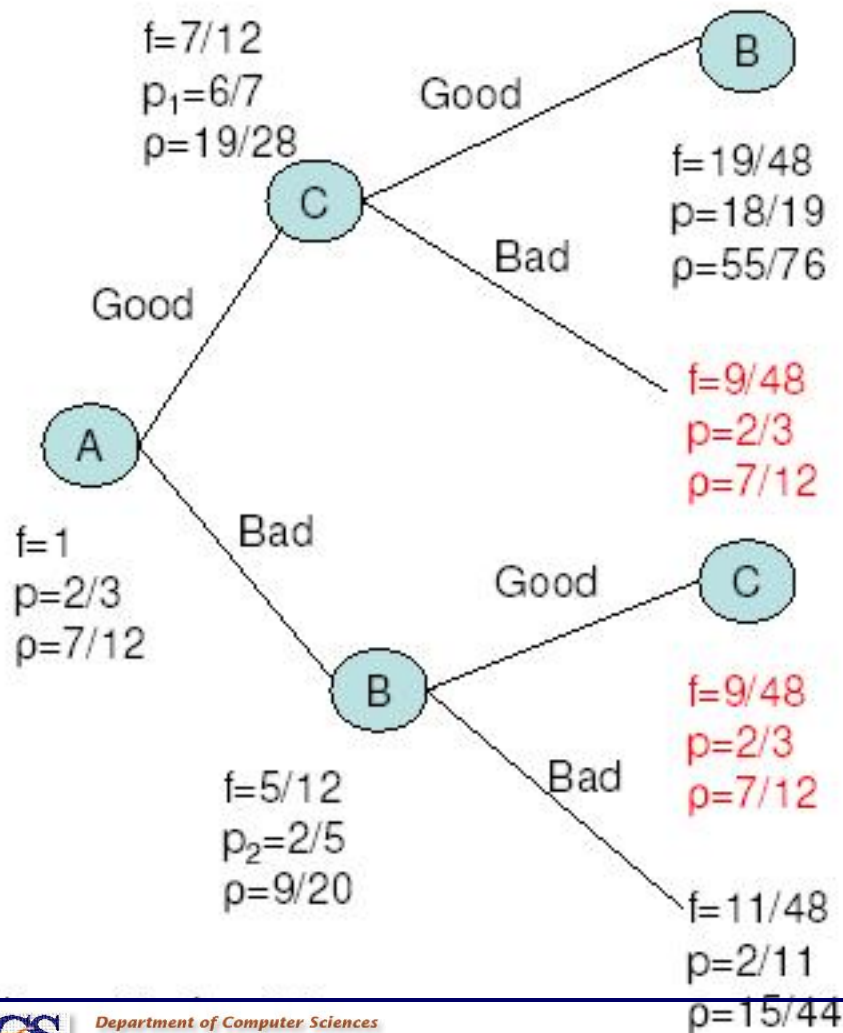 f=7/12
p₁=6/7
ρ=19/28
Good
B
f=19/48
p=18/19
ρ=55/76
C
Bad
Good
f=9/48
p=2/3
ρ=7/12
A
f=1
p=2/3
ρ=7/12
Bad
Good
C
B
f=9/48
p=2/3
ρ=7/12
Bad
f=5/12
p₂=2/5
ρ=9/20
f=11/48
p=2/11
ρ=15/44
Department of Computer Sciences